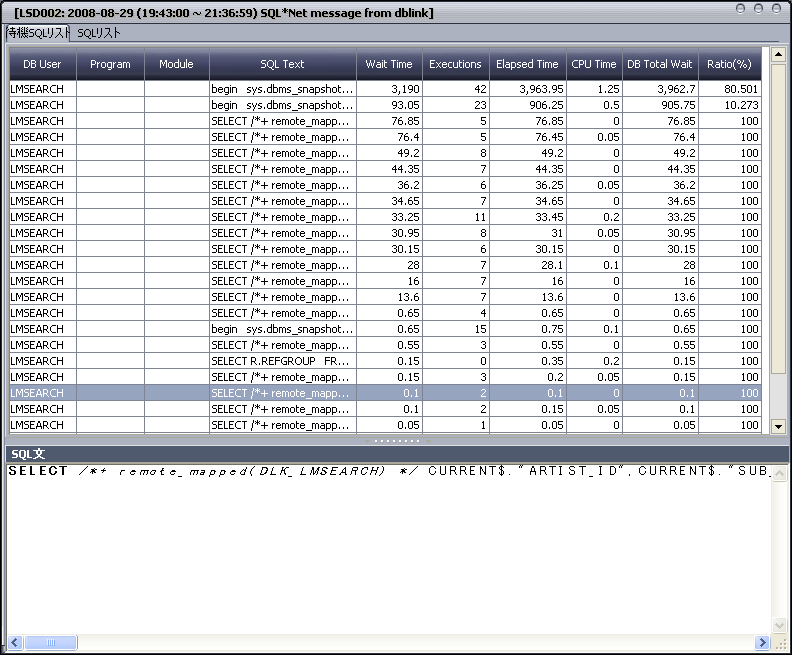 [LSD002: 2008-08-29 (19:43:00 ~ 21:36:59) SQL*Net message from dblink]
待機SQLリスト SQLリスト
DB User Program Module SQL Text Wait Time Executions Elapsed Time CPU Time DB Total Wait Ratio(%)
LMSEARCH begin sys.dbms_snapshot... 3,190 42 3,963.95 1.25 3,962.7 80.501
LMSEARCH begin sys.dbms_snapshot... 93.05 23 906.25 0.5 905.75 10.273
LMSEARCH SELECT /*+ remote_mapp... 76.85 5 76.85 0 76.85 100
LMSEARCH SELECT /*+ remote_mapp... 76.4 5 76.45 0.05 76.4 100
LMSEARCH SELECT /*+ remote_mapp... 49.2 8 49.2 0 49.2 100
LMSEARCH SELECT /*+ remote_mapp... 44.35 7 44.35 0 44.35 100
LMSEARCH SELECT /*+ remote_mapp... 36.2 6 36.25 0.05 36.2 100
LMSEARCH SELECT /*+ remote_mapp... 34.65 7 34.65 0 34.65 100
LMSEARCH SELECT /*+ remote_mapp... 33.25 11 33.45 0.2 33.25 100
LMSEARCH SELECT /*+ remote_mapp... 30.95 8 31 0.05 30.95 100
LMSEARCH SELECT /*+ remote_mapp... 30.15 6 30.15 0 30.15 100
LMSEARCH SELECT /*+ remote_mapp... 28 7 28.1 0.1 28 100
LMSEARCH SELECT /*+ remote_mapp... 16 7 16 0 16 100
LMSEARCH SELECT /*+ remote_mapp... 13.6 7 13.6 0 13.6 100
LMSEARCH SELECT /*+ remote_mapp... 0.65 4 0.65 0 0.65 100
LMSEARCH begin sys.dbms_snapshot... 0.65 15 0.75 0.1 0.65 100
LMSEARCH SELECT /*+ remote_mapp... 0.55 3 0.55 0 0.55 100
LMSEARCH SELECT R.REFGROUP FR... 0.15 0 0.35 0.2 0.15 100
LMSEARCH SELECT /*+ remote_mapp... 0.15 3 0.2 0.05 0.15 100
LMSEARCH SELECT /*+ remote_mapp... 0.1 2 0.1 0 0.1 100
LMSEARCH SELECT /*+ remote_mapp... 0.1 2 0.15 0.05 0.1 100
LMSEARCH SELECT /*+ remote_mapp... 0.05 1 0.05 0 0.05 100
SQL文
SELECT /*+ remote_mapped(DLK_LMSEARCH) */ CURRENT$."ARTIST_ID",CURRENT$."SUB_